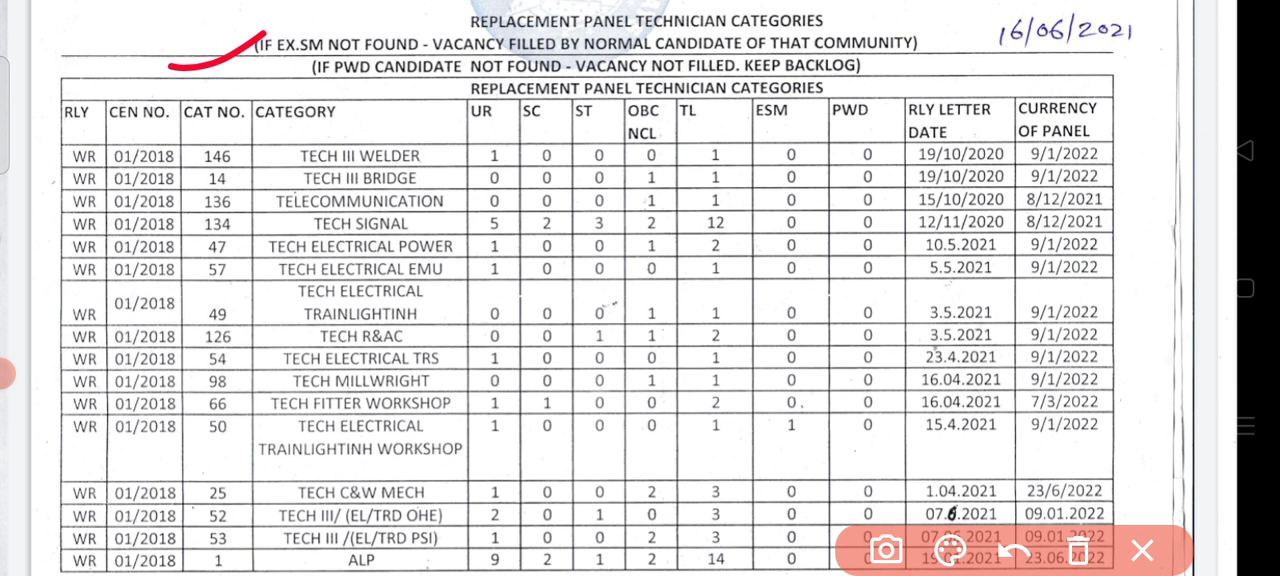 REPLACEMENT PANEL TECHNICIAN CATEGORIES
16/06/2021
(IF EX.SM NOT FOUND - VACANCY FILLED BY NORMAL CANDIDATE OF THAT COMMUNITY)
(IF PWD CANDIDATE NOT FOUND - VACANCY NOT FILLED. KEEP BACKLOG)
REPLACEMENT PANEL TECHNICIAN CATEGORIES
RLY CEN NO. CAT NO. CATEGORY UR SC ST OBC NCL TL ESM PWD RLY LETTER DATE CURRENCY OF PANEL
WR 01/2018 146 TECH III WELDER 1 0 0 0 1 0 0 19/10/2020 9/1/2022
WR 01/2018 14 TECH III BRIDGE 0 0 0 1 1 0 0 19/10/2020 9/1/2022
WR 01/2018 136 TELECOMMUNICATION 0 0 0 1 1 0 0 15/10/2020 8/12/2021
WR 01/2018 134 TECH SIGNAL 5 2 3 2 12 0 0 12/11/2020 8/12/2021
WR 01/2018 47 TECH ELECTRICAL POWER 1 0 0 1 2 0 0 10.5.2021 9/1/2022
WR 01/2018 57 TECH ELECTRICAL EMU 1 0 0 0 1 0 0 5.5.2021 9/1/2022
WR 01/2018 49 TECH ELECTRICAL TRAINLIGHTINH 0 0 0 1 1 0 0 3.5.2021 9/1/2022
WR 01/2018 126 TECH R&AC 0 0 1 1 2 0 0 3.5.2021 9/1/2022
WR 01/2018 54 TECH ELECTRICAL TRS 1 0 0 0 1 0 0 23.4.2021 9/1/2022
WR 01/2018 98 TECH MILLWRIGHT 0 0 0 1 1 0 0 16.04.2021 9/1/2022
WR 01/2018 66 TECH FITTER WORKSHOP 1 1 0 0 2 0. 0 16.04.2021 7/3/2022
WR 01/2018 50 TECH ELECTRICAL TRAINLIGHTINH WORKSHOP 1 0 0 0 1 1 0 15.4.2021 9/1/2022
WR 01/2018 25 TECH C&W MECH 1 0 0 2 3 0 0 1.04.2021 23/6/2022
WR 01/2018 52 TECH III/ (EL/TRD OHE) 2 0 1 0 3 0 0 07.6.2021 09.01.2022
WR 01/2018 53 TECH III /(EL/TRD PSI) 1 0 0 2 3 0 0 07.06.2021 09.01.2022
WR 01/2018 1 ALP 9 2 1 2 14 0 0 23.06.2022